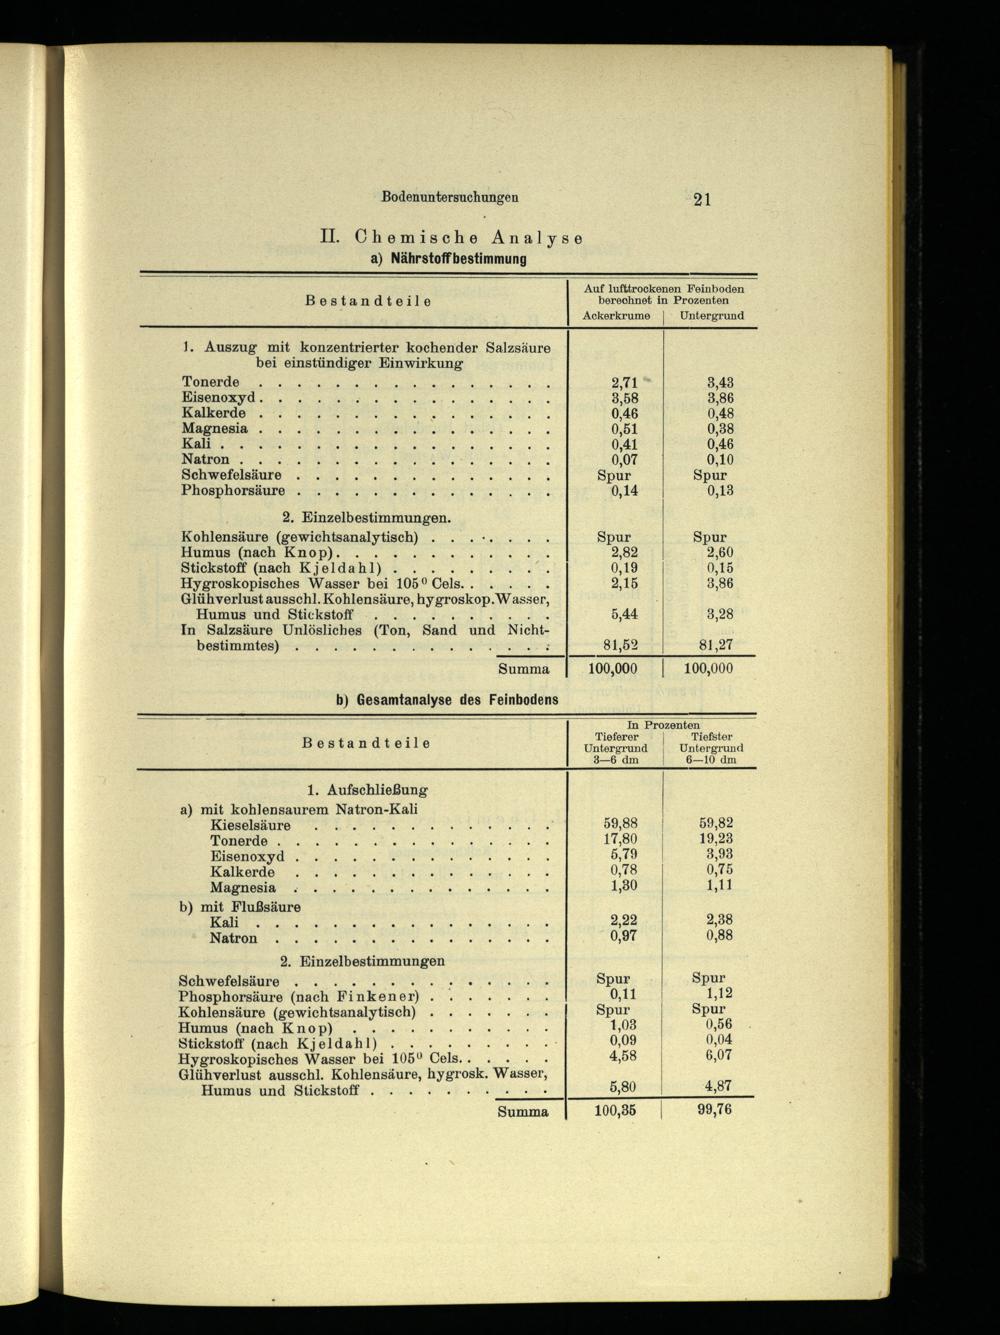 Bodenuntersuchungen 21
II. Chemische Analyse
a) Nährstoffbestimmung
Bestandteile
Auf lufttrockenen Feinboden
berechnet in Prozenten
Ackerkrume Untergrund
1. Auszug mit konzentrierter kochender Salzsäure
bei einstündiger Einwirkung
Tonerde . . . . . . . . . . . . . . . . 2,71 3,43
Eisenoxyd . . . . . . . . . . . . . . . . 3,58 3,86
Kalkerde . . . . . . . . . . . . . . . . 0,46 0,48
Magnesia . . . . . . . . . . . . . . . . 0,51 0,38
Kali . . . . . . . . . . . . . . . . . . 0,41 0,46
Natron . . . . . . . . . . . . . . . . . 0,07 0,10
Schwefelsäure . . . . . . . . . . . . . . Spur Spur
Phosphorsäure . . . . . . . . . . . . . . 0,14 0,13
2. Einzelbestimmungen.
Kohlensäure (gewichtsanalytisch) . . . . . . . Spur Spur
Humus (nach Knop) . . . . . . . . . . . . 2,82 2,60
Stickstoff (nach Kjeldahl) . . . . . . . . . 0,19 0,15
Hygroskopisches Wasser bei 105⁰ Cels. . . . . . 2,15 3,86
Glühverlust ausschl. Kohlensäure, hygroskop. Wasser,
Humus und Stickstoff . . . . . . . . . . 5,44 3,28
In Salzsäure Unlösliches (Ton, Sand und Nicht-
bestimmtes) . . . . . . . . . . . . . . 81,52 81,27
Summa 100,000 100,000
b) Gesamtanalyse des Feinbodens
Bestandteile
In Prozenten
Tieferer Tiefster
Untergrund Untergrund
3—6 dm 6—10 dm
1. Aufschließung
a) mit kohlensaurem Natron-Kali
Kieselsäure . . . . . . . . . . . . . 59,88 59,82
Tonerde . . . . . . . . . . . . . . . 17,80 19,23
Eisenoxyd . . . . . . . . . . . . . . 5,79 3,93
Kalkerde . . . . . . . . . . . . . . 0,78 0,75
Magnesia . . . . . . . . . . . . . . 1,30 1,11
b) mit Flußsäure
Kali . . . . . . . . . . . . . . . . 2,22 2,38
Natron . . . . . . . . . . . . . . . 0,97 0,88
2. Einzelbestimmungen
Schwefelsäure . . . . . . . . . . . . . . Spur Spur
Phosphorsäure (nach Finkener) . . . . . . . 0,11 1,12
Kohlensäure (gewichtsanalytisch) . . . . . . . Spur Spur
Humus (nach Knop) . . . . . . . . . . . 1,03 0,56
Stickstoff (nach Kjeldahl) . . . . . . . . . 0,09 0,04
Hygroskopisches Wasser bei 105⁰ Cels. . . . . . 4,58 6,07
Glühverlust ausschl. Kohlensäure, hygrosk. Wasser,
Humus und Stickstoff . . . . . . . . . . 5,80 4,87
Summa 100,35 99,76